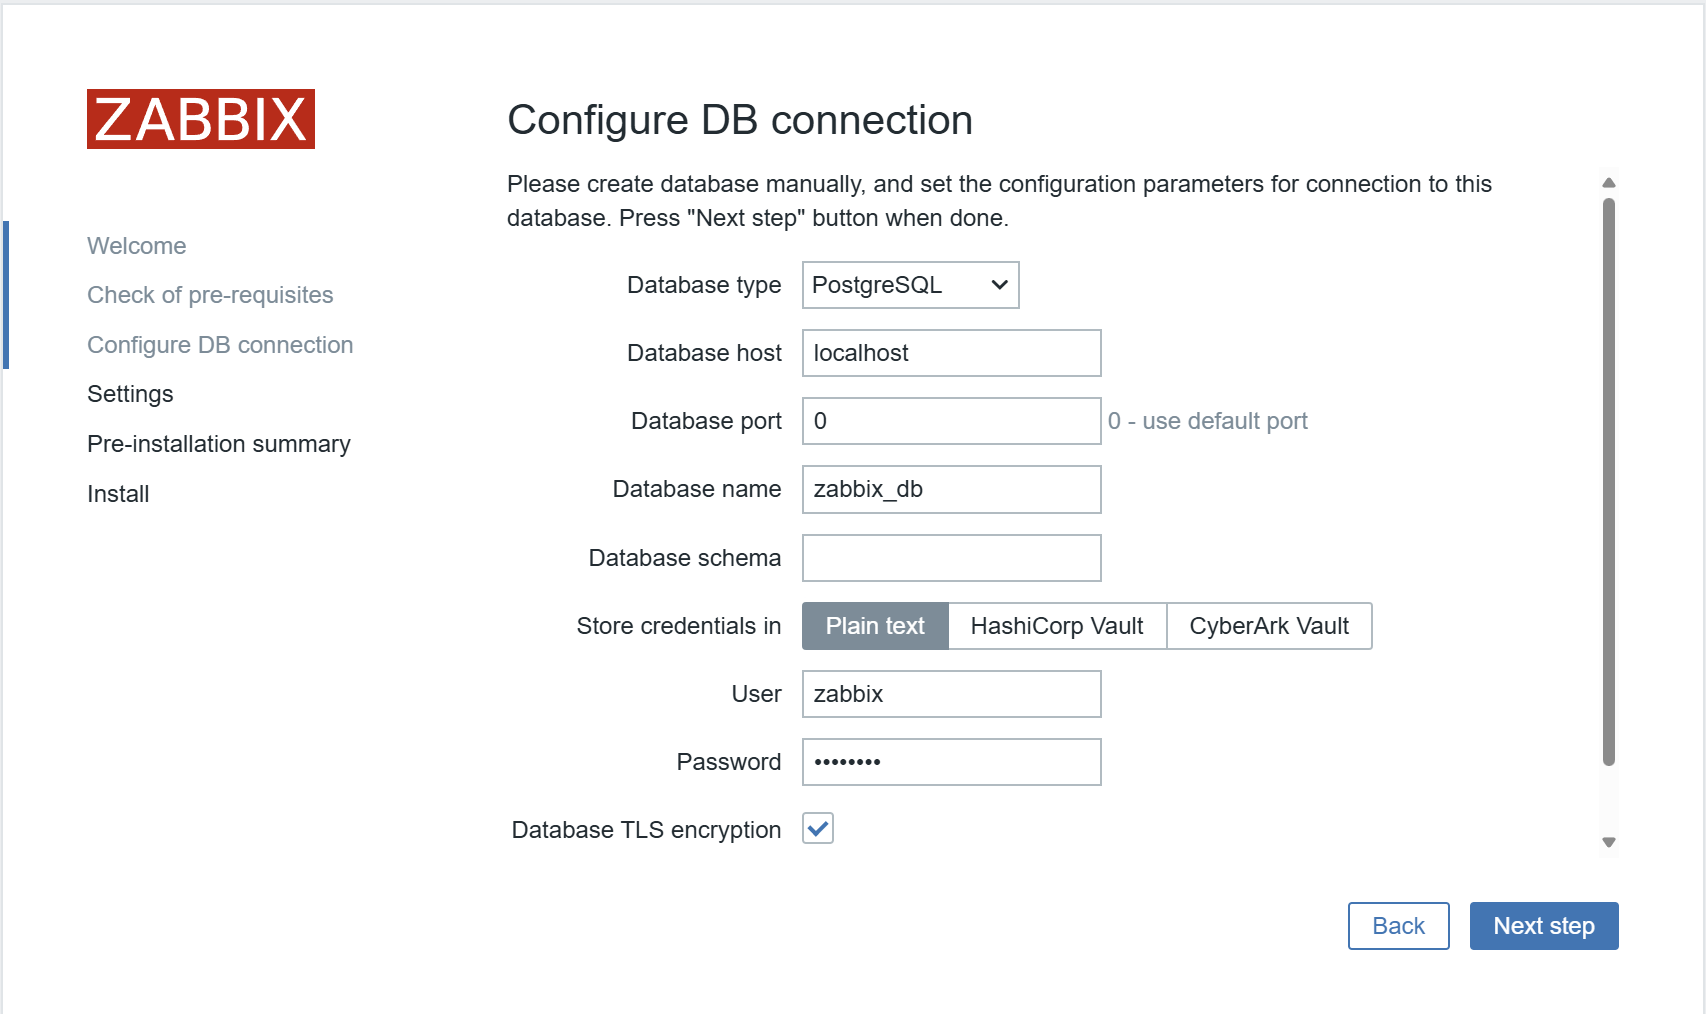 ZABBIX
Welcome
Check of pre-requisites
Configure DB connection
Settings
Pre-installation summary
Install
Configure DB connection
Please create database manually, and set the configuration parameters for connection to this
database. Press "Next step" button when done.
Database type PostgreSQL
Database host localhost
Database port 0 0 - use default port
Database name zabbix_db
Database schema
Store credentials in Plain text HashiCorp Vault CyberArk Vault
User zabbix
Password ••••••••
Database TLS encryption
Back Next step